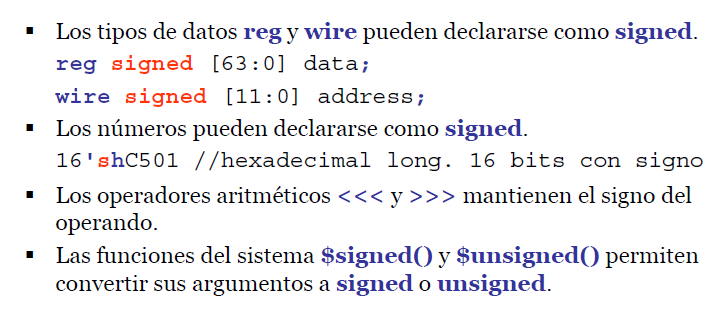 ▪ Los tipos de datos reg y wire pueden declararse como signed.
reg signed [63:0] data;
wire signed [11:0] address;
▪ Los números pueden declararse como signed.
16'shC501 //hexadecimal long. 16 bits con signo
▪ Los operadores aritméticos <<< y >>> mantienen el signo del
operando.
▪ Las funciones del sistema $signed() y $unsigned() permiten
convertir sus argumentos a signed o unsigned.